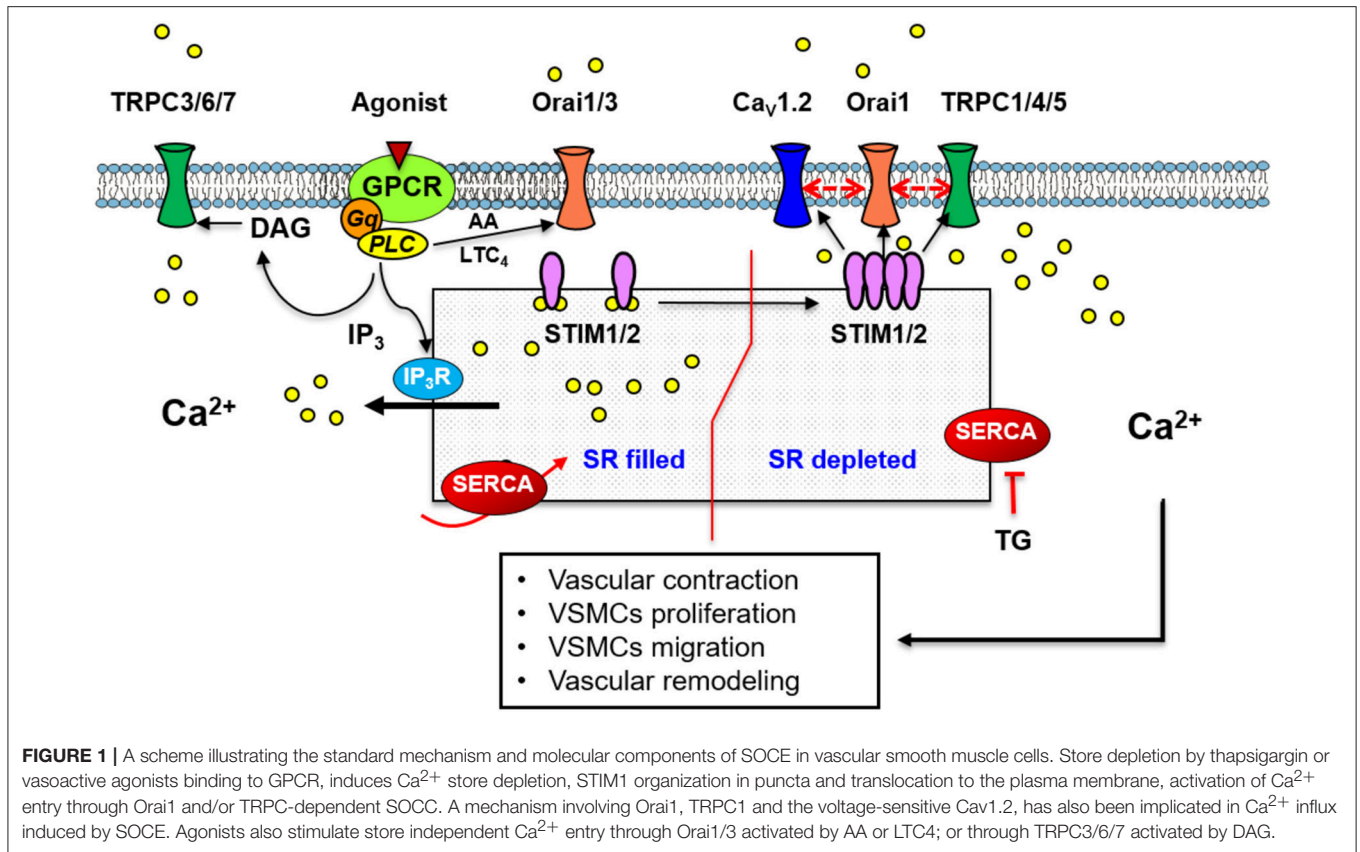 TRPC3/6/7 Agonist Orai1/3 CaV1.2 Orai1 TRPC1/4/5
GPCR
Gq
PLC
DAG
AA
LTC4
STIM1/2 STIM1/2
IP3
IP3R
Ca2+ Ca2+
SERCA
SR filled SR depleted
SERCA
TG
• Vascular contraction
• VSMCs proliferation
• VSMCs migration
• Vascular remodeling
FIGURE 1 | A scheme illustrating the standard mechanism and molecular components of SOCE in vascular smooth muscle cells. Store depletion by thapsigargin or
vasoactive agonists binding to GPCR, induces Ca2+ store depletion, STIM1 organization in puncta and translocation to the plasma membrane, activation of Ca2+
entry through Orai1 and/or TRPC-dependent SOCC. A mechanism involving Orai1, TRPC1 and the voltage-sensitive Cav1.2, has also been implicated in Ca2+ influx
induced by SOCE. Agonists also stimulate store independent Ca2+ entry through Orai1/3 activated by AA or LTC4; or through TRPC3/6/7 activated by DAG.